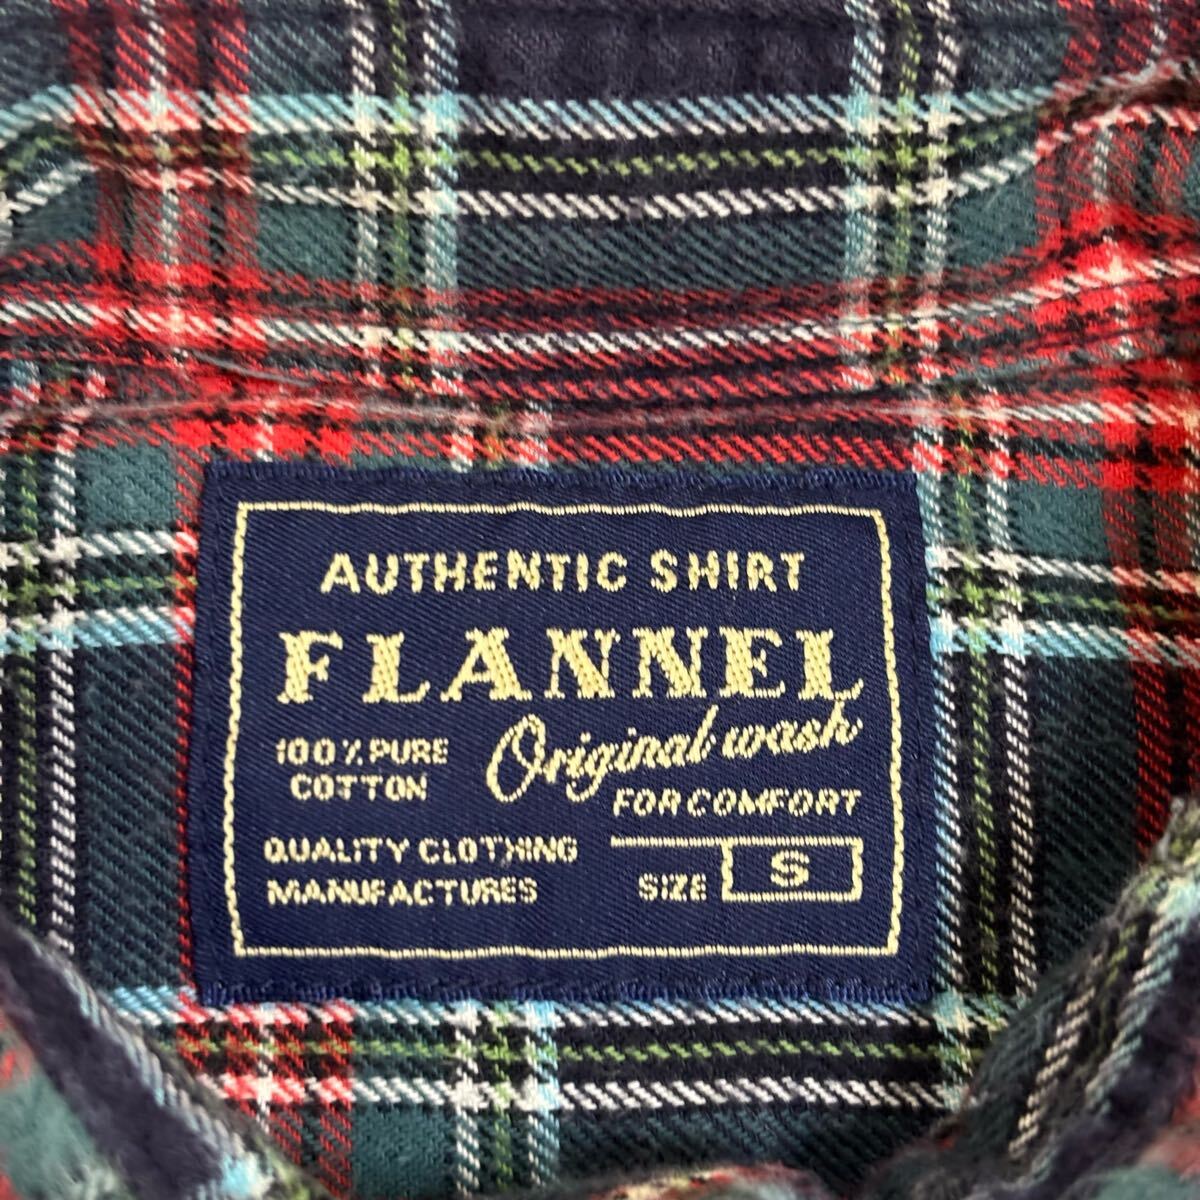 AUTHENTIC SHIRT
FLANNEL
100% PURE
COTTON
Original wash
FOR COMFORT
QUALITY CLOTHING
MANUFACTURES
SIZE S